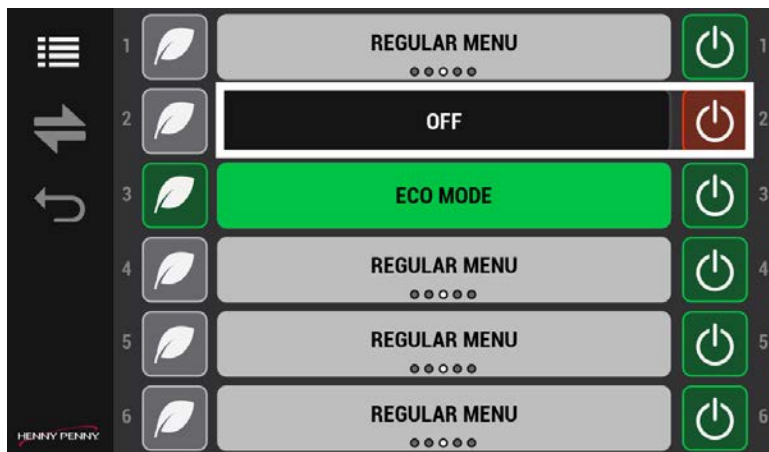 1 REGULAR MENU 1
2 OFF 2
3 ECO MODE 3
4 REGULAR MENU 4
5 REGULAR MENU 5
6 REGULAR MENU 6
HENNY PENNY